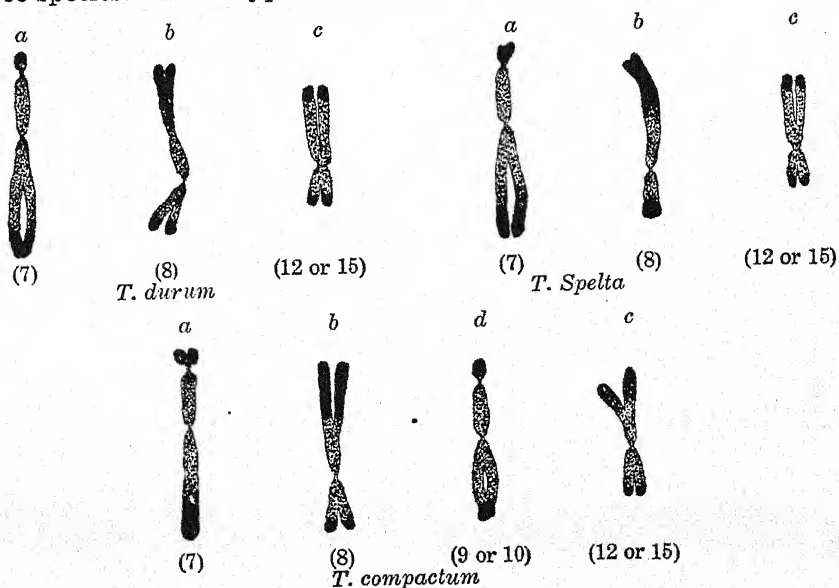 a b c a b c
(7) (8) (12 or 15) (7) (8) (12 or 15)
T. durum T. Spelta
a b d c
(7) (8) (9 or 10) (12 or 15)
T. compactum